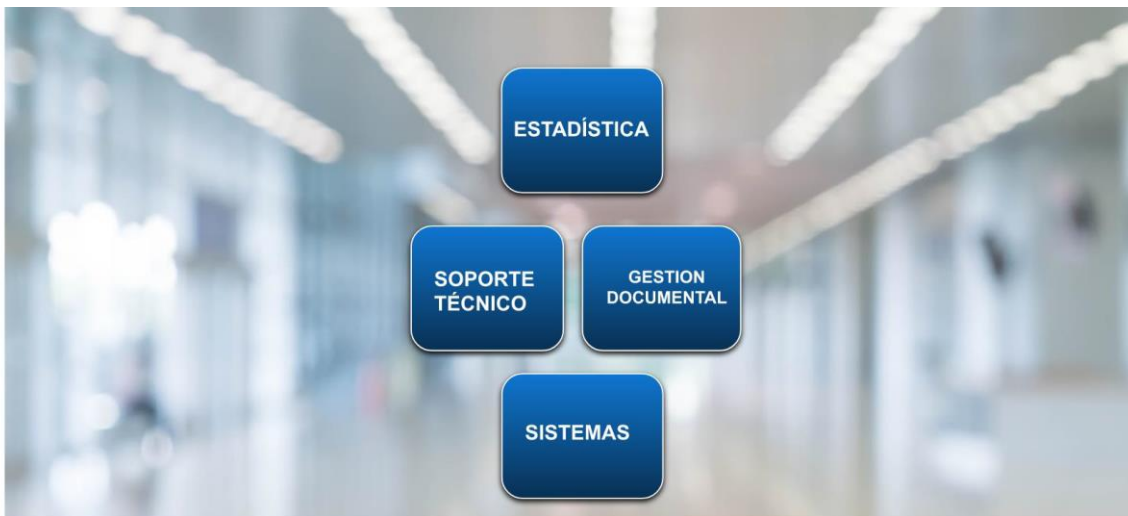 ESTADÍSTICA
SOPORTE
TÉCNICO
GESTION
DOCUMENTAL
SISTEMAS